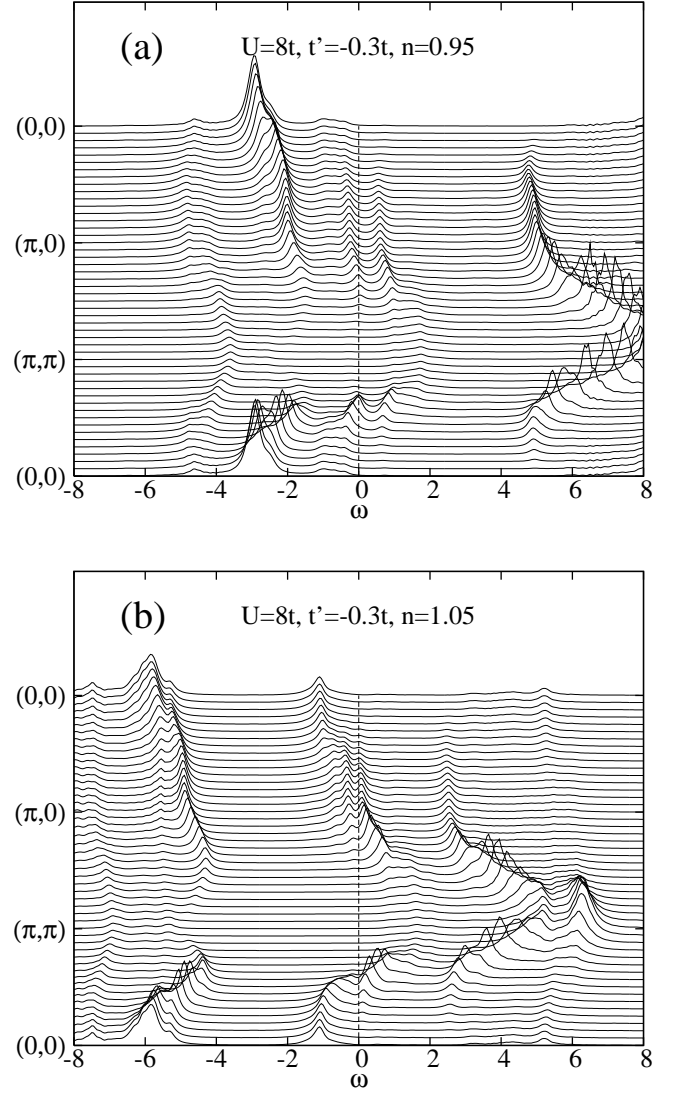 (a)
U=8t, t'=-0.3t, n=0.95
(0,0)
(π,0)
(π,π)
(0,0)
-8 -6 -4 -2 0 2 4 6 8
ω
(b)
U=8t, t'=-0.3t, n=1.05
(0,0)
(π,0)
(π,π)
(0,0)
-8 -6 -4 -2 0 2 4 6 8
ω